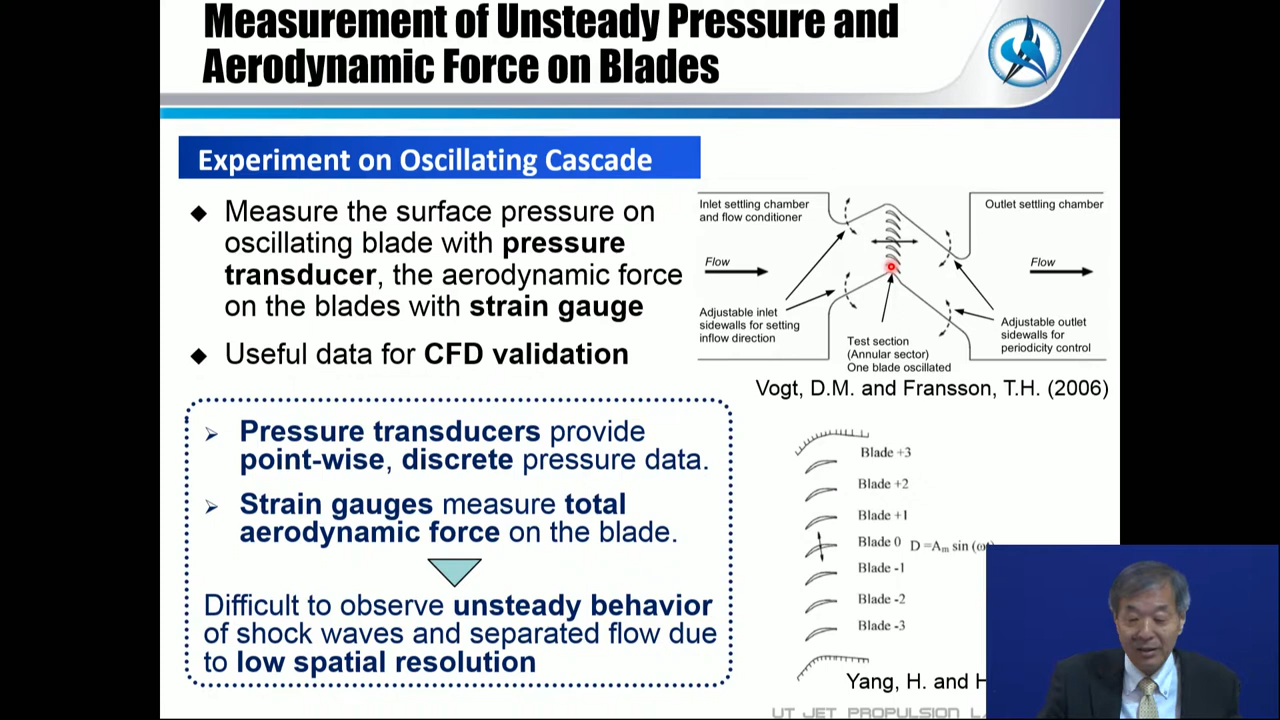 Measurement of Unsteady Pressure and
Aerodynamic Force on Blades
Experiment on Oscillating Cascade
◆ Measure the surface pressure on
oscillating blade with pressure
transducer, the aerodynamic force
on the blades with strain gauge
◆ Useful data for CFD validation
➢ Pressure transducers provide
point-wise, discrete pressure data.
➢ Strain gauges measure total
aerodynamic force on the blade.
Difficult to observe unsteady behavior
of shock waves and separated flow due
to low spatial resolution
Inlet settling chamber
and flow conditioner
Outlet settling chamber
Flow
Flow
Adjustable inlet
sidewalls for setting
inflow direction
Test section
(Annular sector)
One blade oscillated
Adjustable outlet
sidewalls for
periodicity control
Vogt, D.M. and Fransson, T.H. (2006)
Blade +3
Blade +2
Blade +1
Blade 0 D =Am sin (ωt
Blade -1
Blade -2
Blade -3
Yang, H. and H
UT JET PROPULSION